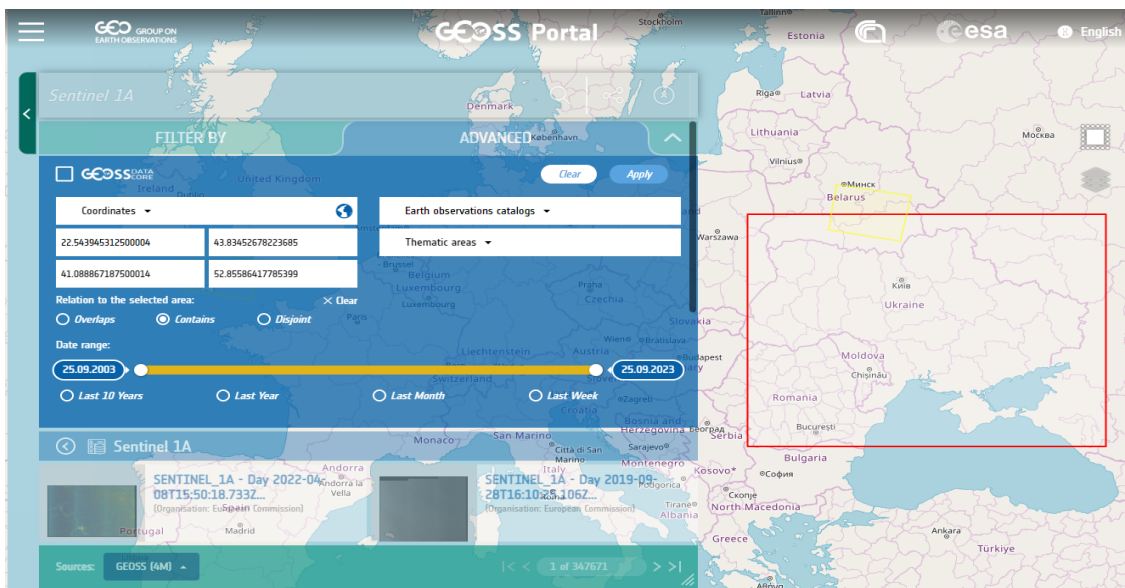 GEO GROUP ON
EARTH OBSERVATIONS
GEOSS Portal
esa
English
Sentinel 1A
FILTER BY
ADVANCED
GEOSS DATA
CORE
Clear
Apply
Coordinates
Earth observations catalogs
22.543945312500004
43.83452678223685
Thematic areas
41.088867187500014
52.85586417785399
Relation to the selected area:
Clear
Overlaps
Contains
Disjoint
Date range:
25.09.2003
25.09.2023
Last 10 Years
Last Year
Last Month
Last Week
Sentinel 1A
SENTINEL_1A - Day 2022-04-
08T15:50:18.733Z...
(Organisation: European Commission)
SENTINEL_1A - Day 2019-09-
28T16:10:25.106Z...
(Organisation: European Commission)
Sources:
GEOSS (4M)
|< < 1 of 347671 > >|
Stockholm
Tallinn
Estonia
Riga
Latvia
Denmark
København
Lithuania
Москва
Vilnius
Минск
Belarus
United Kingdom
Ireland
Dublin
Warszawa
Brussel
Belgium
Luxembourg
Luxembourg
Praha
Czechia
Київ
Ukraine
Paris
Slovakia
Wien
Bratislava
Liechtenstein
Austria
Budapest
Moldova
Chișinău
Switzerland
Zagreb
Croatia
Romania
București
Bosnia and
Herzegovina
Београд
Serbia
Monaco
San Marino
Città di San
Marino
Sarajevo
Italy
Roma
Montenegro
Podgorica
Kosovo*
Bulgaria
София
Скопје
North Macedonia
Tiranë
Albania
Andorra
Andorra la
Vella
Spain
Madrid
Portugal
Greece
Αθήνα
Ankara
Türkiye